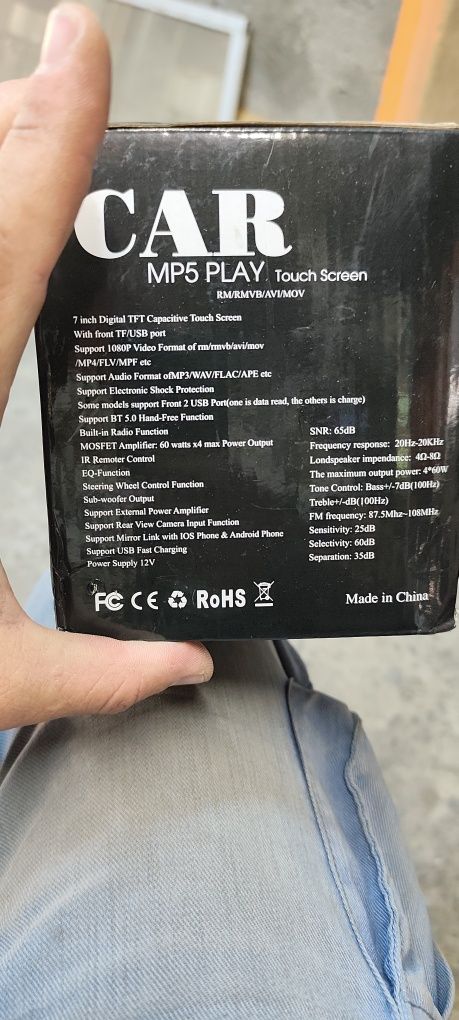 CAR
MP5 PLAY Touch Screen
RM/RMVB/AVI/MOV
7 inch Digital TFT Capacitive Touch Screen
With front TF/USB port
Support 1080P Video Format of rm/rmvb/avi/mov
/MP4/FLV/MPF etc
Support Audio Format ofMP3/WAV/FLAC/APE etc
Support Electronic Shock Protection
Some models support Front 2 USB Port(one is data read, the others is charge)
Support BT 5.0 Hand-Free Function
Built-in Radio Function
MOSFET Amplifier: 60 watts x4 max Power Output
IR Remoter Control
EQ-Function
Steering Wheel Control Function
Sub-woofer Output
Support External Power Amplifier
Support Rear View Camera Input Function
Support Mirror Link with IOS Phone & Android Phone
Support USB Fast Charging
Power Supply 12V
SNR: 65dB
Frequency response: 20Hz-20KHz
Londspeaker impendance: 4Ω-8Ω
The maximum output power: 4*60W
Tone Control: Bass+/-7dB(100Hz)
Treble+/-dB(100Hz)
FM frequency: 87.5Mhz~108MHz
Sensitivity: 25dB
Selectivity: 60dB
Separation: 35dB
FC CE RoHS
Made in China